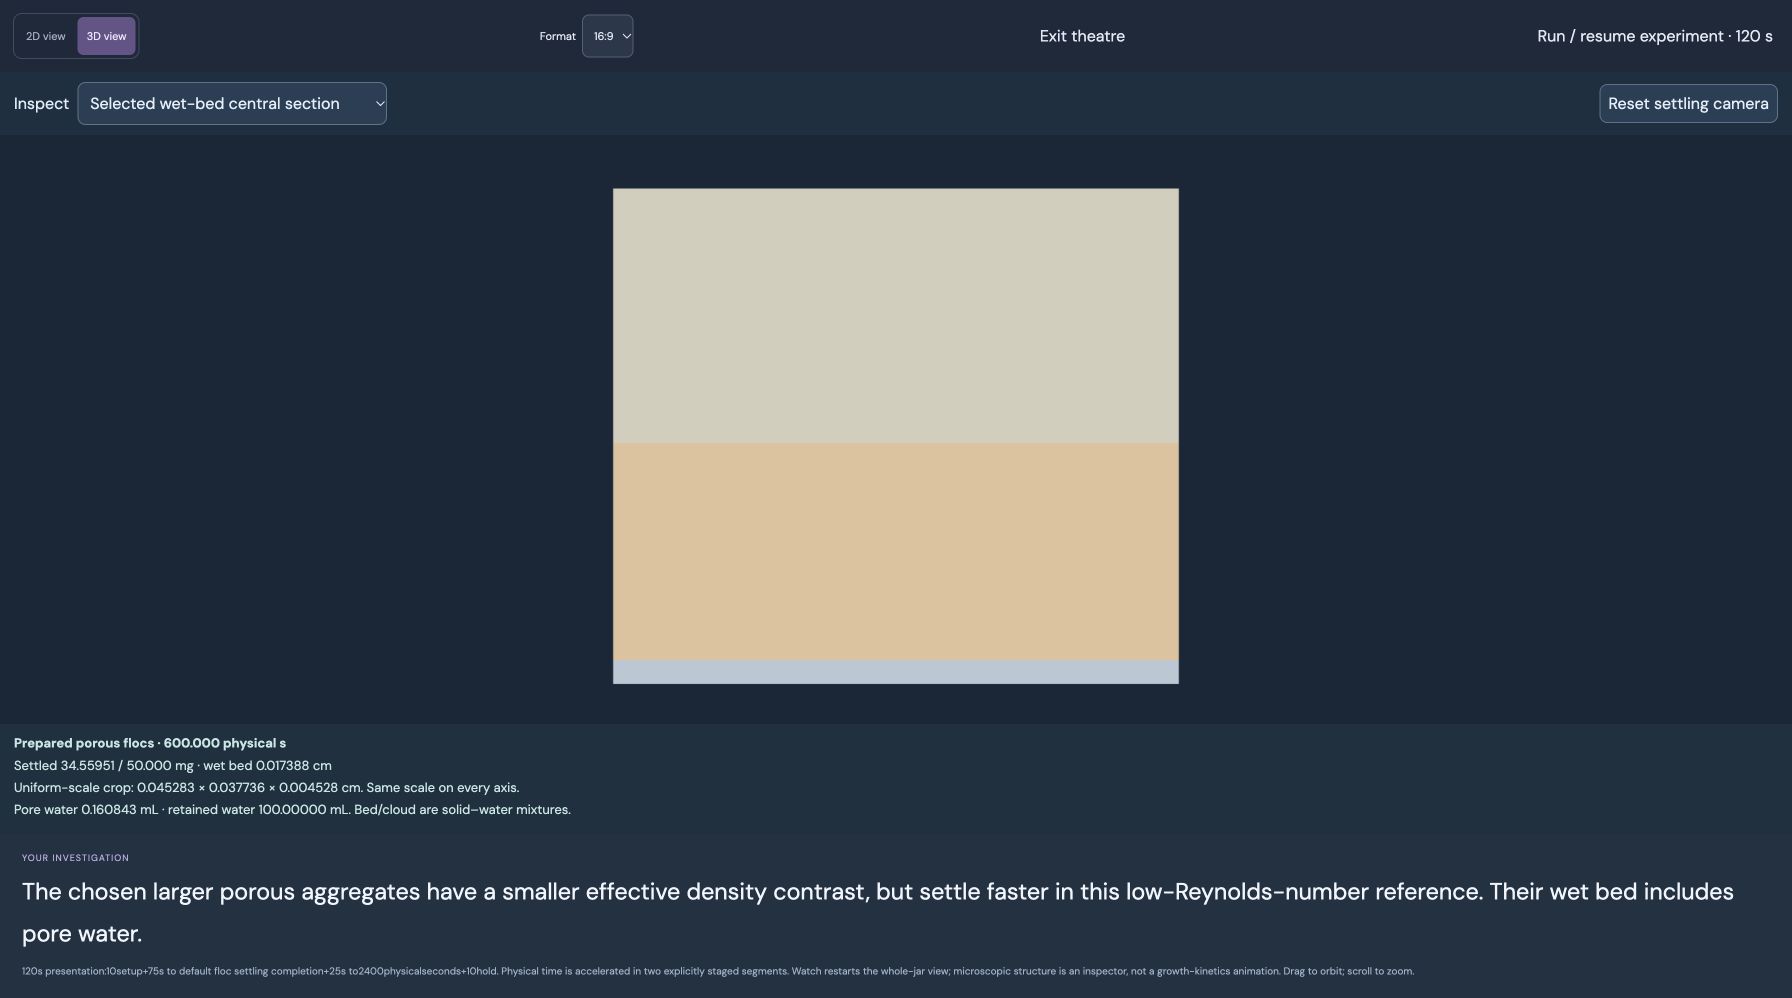 2D view
3D view
Format
16:9
Exit theatre
Run / resume experiment · 120 s
Inspect
Selected wet-bed central section
Reset settling camera
Prepared porous flocs · 600.000 physical s
Settled 34.55951 / 50.000 mg · wet bed 0.017388 cm
Uniform-scale crop: 0.045283 × 0.037736 × 0.004528 cm. Same scale on every axis.
Pore water 0.160843 mL · retained water 100.00000 mL. Bed/cloud are solid–water mixtures.
YOUR INVESTIGATION
The chosen larger porous aggregates have a smaller effective density contrast, but settle faster in this low-Reynolds-number reference. Their wet bed includes
pore water.
120s presentation:10setup+75s to default floc settling completion+25s to2400physicalseconds+10hold. Physical time is accelerated in two explicitly staged segments. Watch restarts the whole-jar view; microscopic structure is an inspector, not a growth-kinetics animation. Drag to orbit; scroll to zoom.